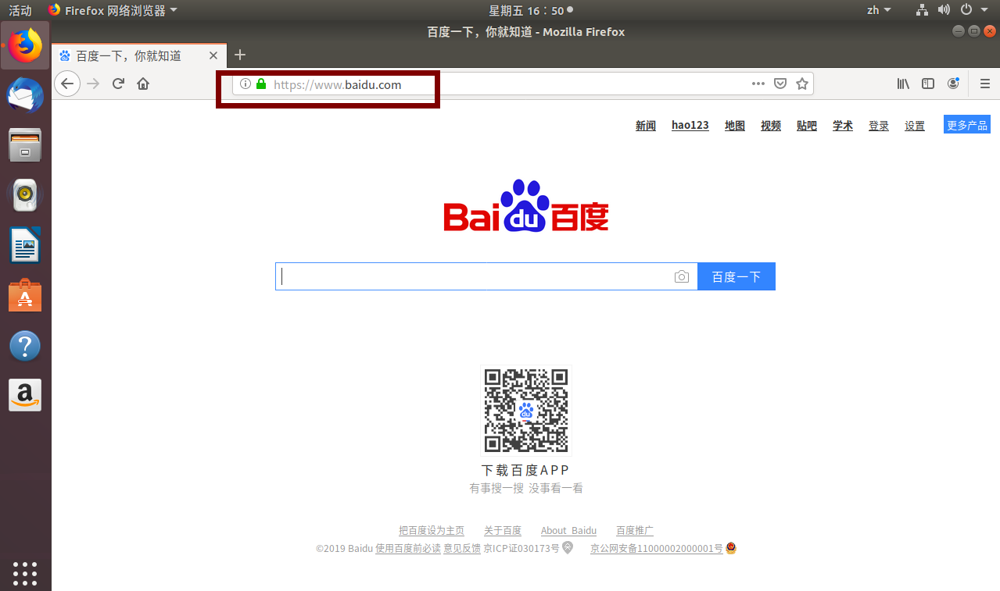 活动 Firefox 网络浏览器 星期五 16：50 zh
百度一下，你就知道 - Mozilla Firefox
百度一下，你就知道
https://www.baidu.com
新闻 hao123 地图 视频 贴吧 学术 登录 设置 更多产品
Bai du 百度
百度一下
du
下载百度APP
有事搜一搜 没事看一看
把百度设为主页 关于百度 About Baidu 百度推广
©2019 Baidu 使用百度前必读 意见反馈 京ICP证030173号 京公网安备11000002000001号